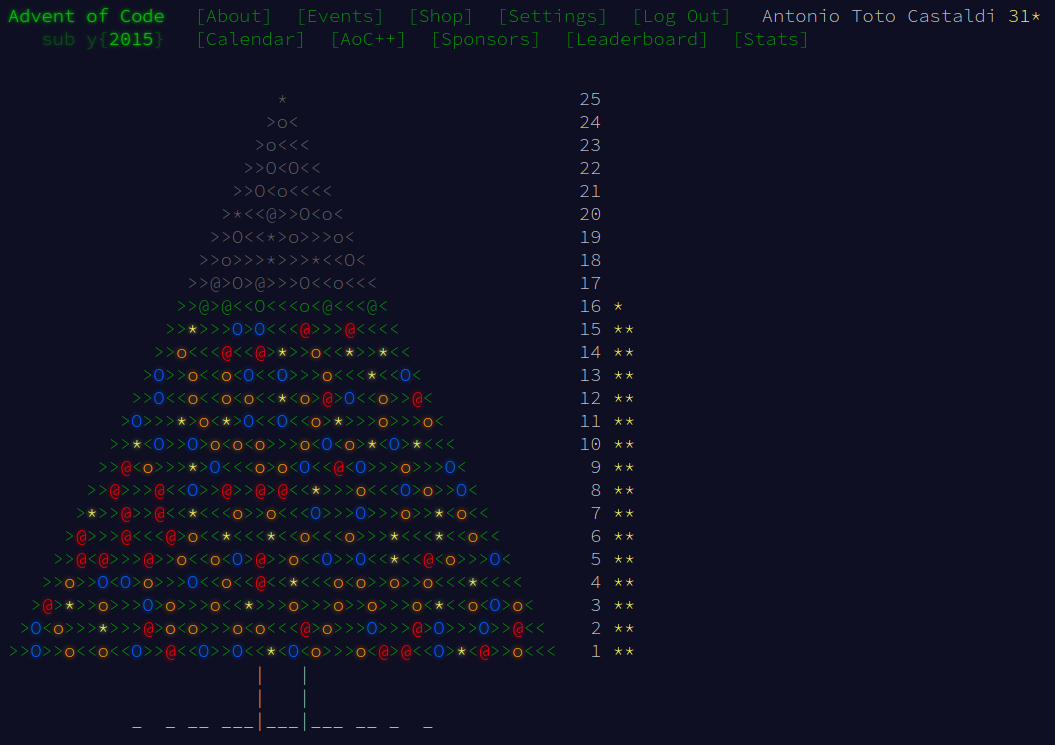 Advent of Code [About] [Events] [Shop] [Settings] [Log Out] Antonio Toto Castaldi 31*
sub y{2015} [Calendar] [AoC++] [Sponsors] [Leaderboard] [Stats]
* 25
>o< 24
>o<<< 23
>>O<O<< 22
>>O<o<<<< 21
>*<<@>>O<o< 20
>>O<<*>o>>>o< 19
>>o>>>*>>>*<<O< 18
>>@>O>@>>>O<<o<<< 17
>>@>@<<O<<<o<@<<<@< 16 *
>>*>>>O>O<<<@>>>@<<<< 15 **
>>o<<<@<<@>*>>o<<*>>*<< 14 **
>O>>o<<o<O<<O>>>o<<<*<<O< 13 **
>>O<<o<<o<o<<*<o>@>O<<o>>@< 12 **
>O>>>*>o<*>O<<O<<o>*>>>o>>>o< 11 **
>>*<O>>O>o<o<o>>>o<O<o>*<O>*<<< 10 **
>>@<o>>>*>O<<<o>o<O<<@<O>>>o>>>O< 9 **
>>@>>>@<<O>>@>>@>@<<*>>>o<<<O>o>>O< 8 **
>*>>@>>@<<*<<<o>>o<<<O>>>O>>>o>>*<o<< 7 **
>@>>>@<<<@>o<<*<<<*<<o<<<o>>*>>>*<<o<< 6 **
>>@<@>>>@>>o<<o<O>@>>o<<O>>O<<*<<@<o>>>O< 5 **
>>o>>O<O>o>>>O<<o<<@<<*<<<o<o>>o>>o<<<*<<<< 4 **
>@>*>>o>>>O>o>>>o<<*>>>o>>>o>>o>>>o<*<<o<O>o< 3 **
>O<o>>>*>>>@>o<o>>>o<o<<<@>o>>>O>>>@>O>>>O>>@<< 2 **
>>O>>o<<o<<O>>@<<O>>O<<*<O<o>>>o<@>@<<O>*<@>>o<<< 1 **